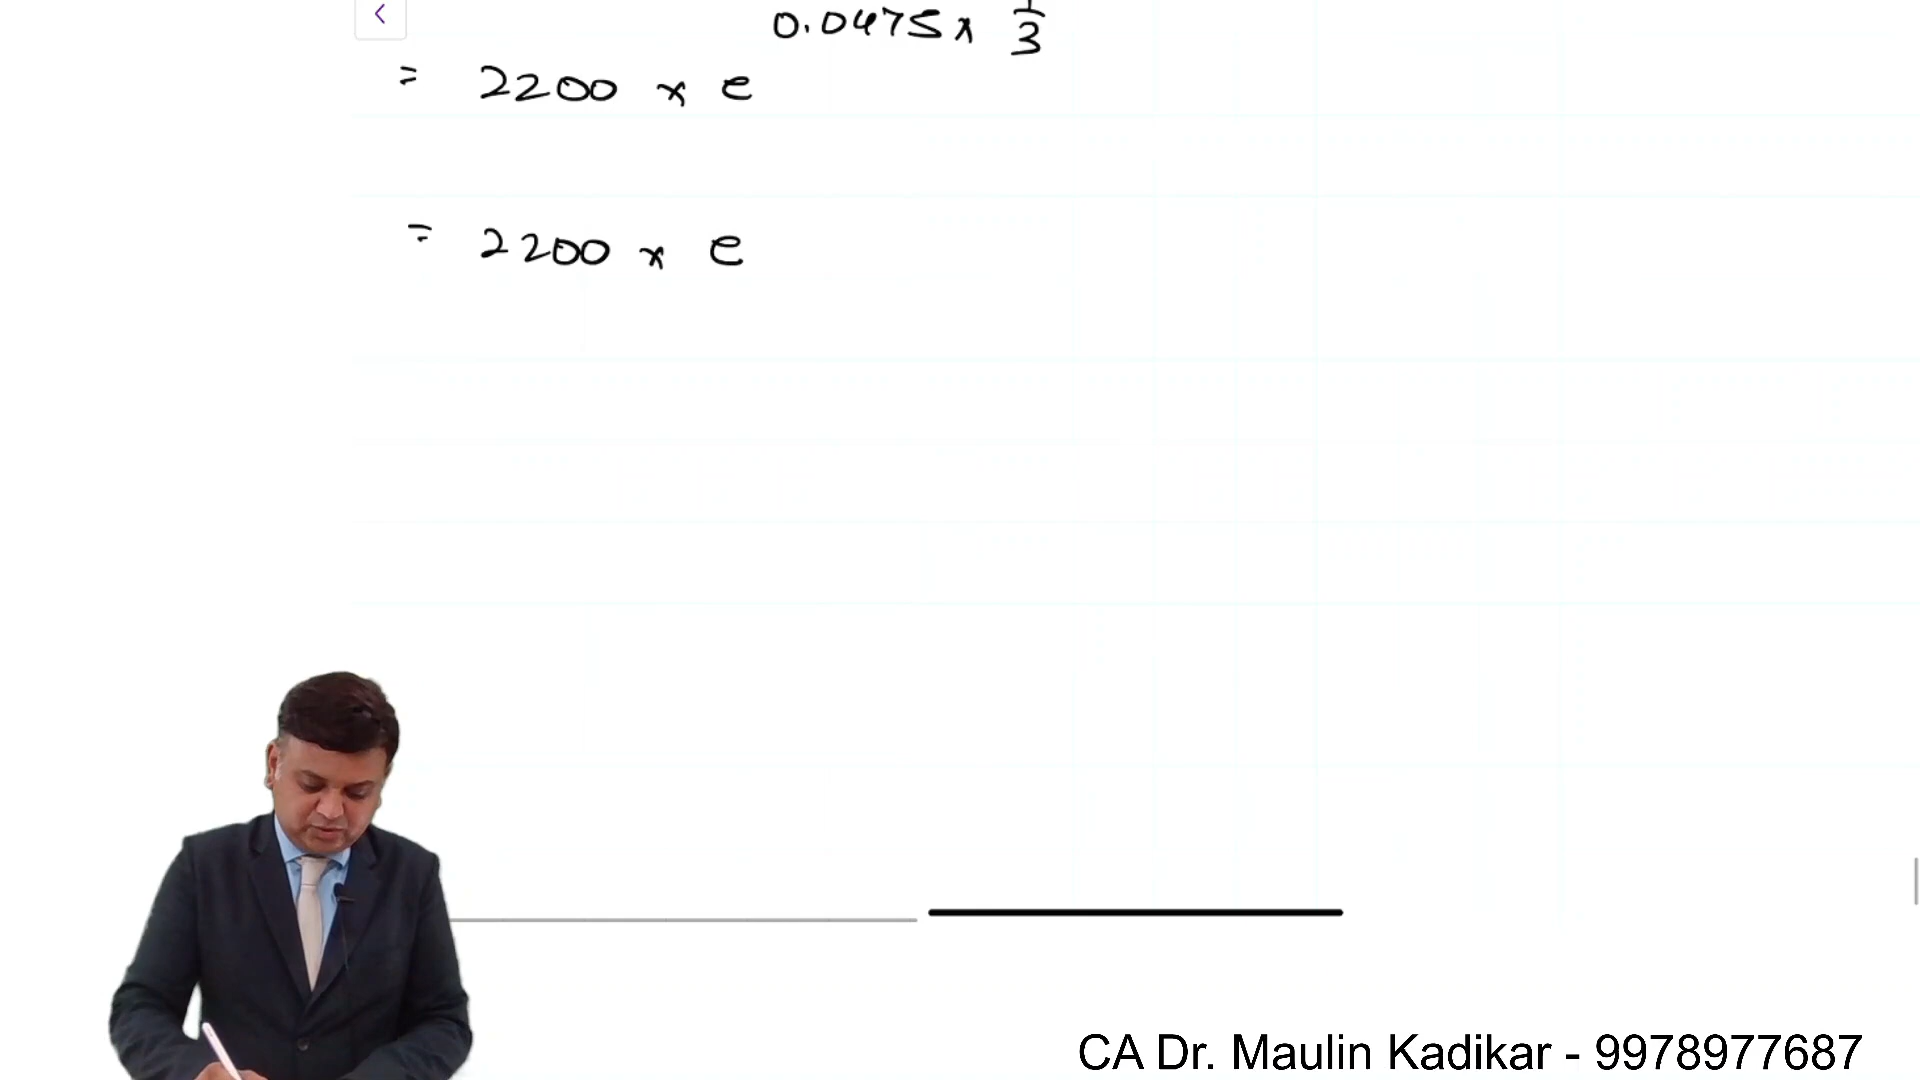 0.0475 x 1/3
= 2200 x e
= 2200 x e
CA Dr. Maulin Kadikar - 9978977687